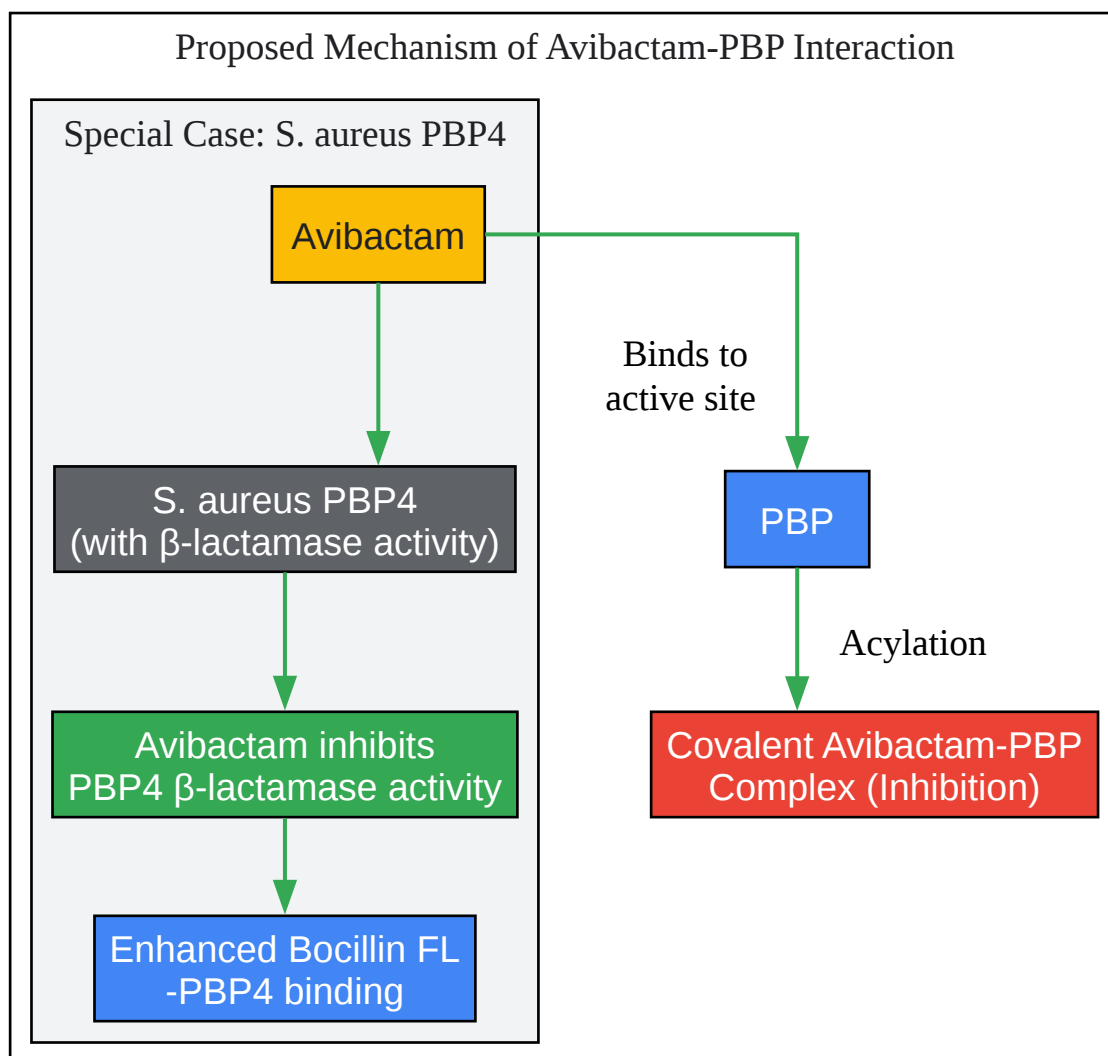 Proposed Mechanism of Avibactam-PBP Interaction
Special Case: S. aureus PBP4
Avibactam
Binds to
active site
S. aureus PBP4
(with β-lactamase activity)
PBP
Acylation
Avibactam inhibits
PBP4 β-lactamase activity
Covalent Avibactam-PBP
Complex (Inhibition)
Enhanced Bocillin FL
-PBP4 binding